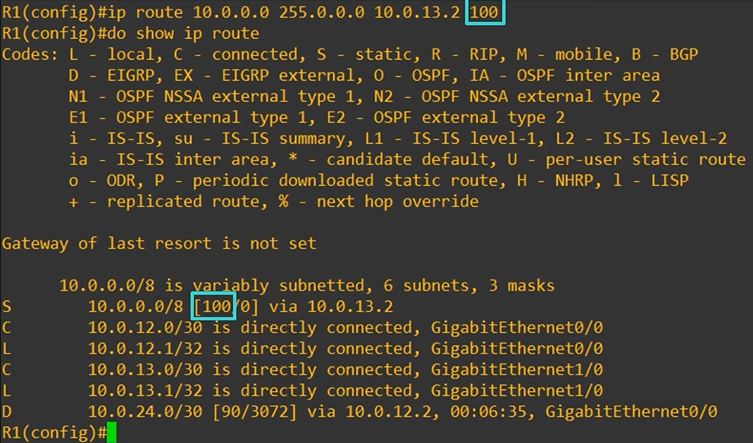 R1(config)#ip route 10.0.0.0 255.0.0.0 10.0.13.2 100
R1(config)#do show ip route
Codes: L - local, C - connected, S - static, R - RIP, M - mobile, B - BGP
D - EIGRP, EX - EIGRP external, O - OSPF, IA - OSPF inter area
N1 - OSPF NSSA external type 1, N2 - OSPF NSSA external type 2
E1 - OSPF external type 1, E2 - OSPF external type 2
i - IS-IS, su - IS-IS summary, L1 - IS-IS level-1, L2 - IS-IS level-2
ia - IS-IS inter area, * - candidate default, U - per-user static route
o - ODR, P - periodic downloaded static route, H - NHRP, l - LISP
+ - replicated route, % - next hop override
Gateway of last resort is not set
10.0.0.0/8 is variably subnetted, 6 subnets, 3 masks
S 10.0.0.0/8 [100/0] via 10.0.13.2
C 10.0.12.0/30 is directly connected, GigabitEthernet0/0
L 10.0.12.1/32 is directly connected, GigabitEthernet0/0
C 10.0.13.0/30 is directly connected, GigabitEthernet1/0
L 10.0.13.1/32 is directly connected, GigabitEthernet1/0
D 10.0.24.0/30 [90/3072] via 10.0.12.2, 00:06:35, GigabitEthernet0/0
R1(config)#